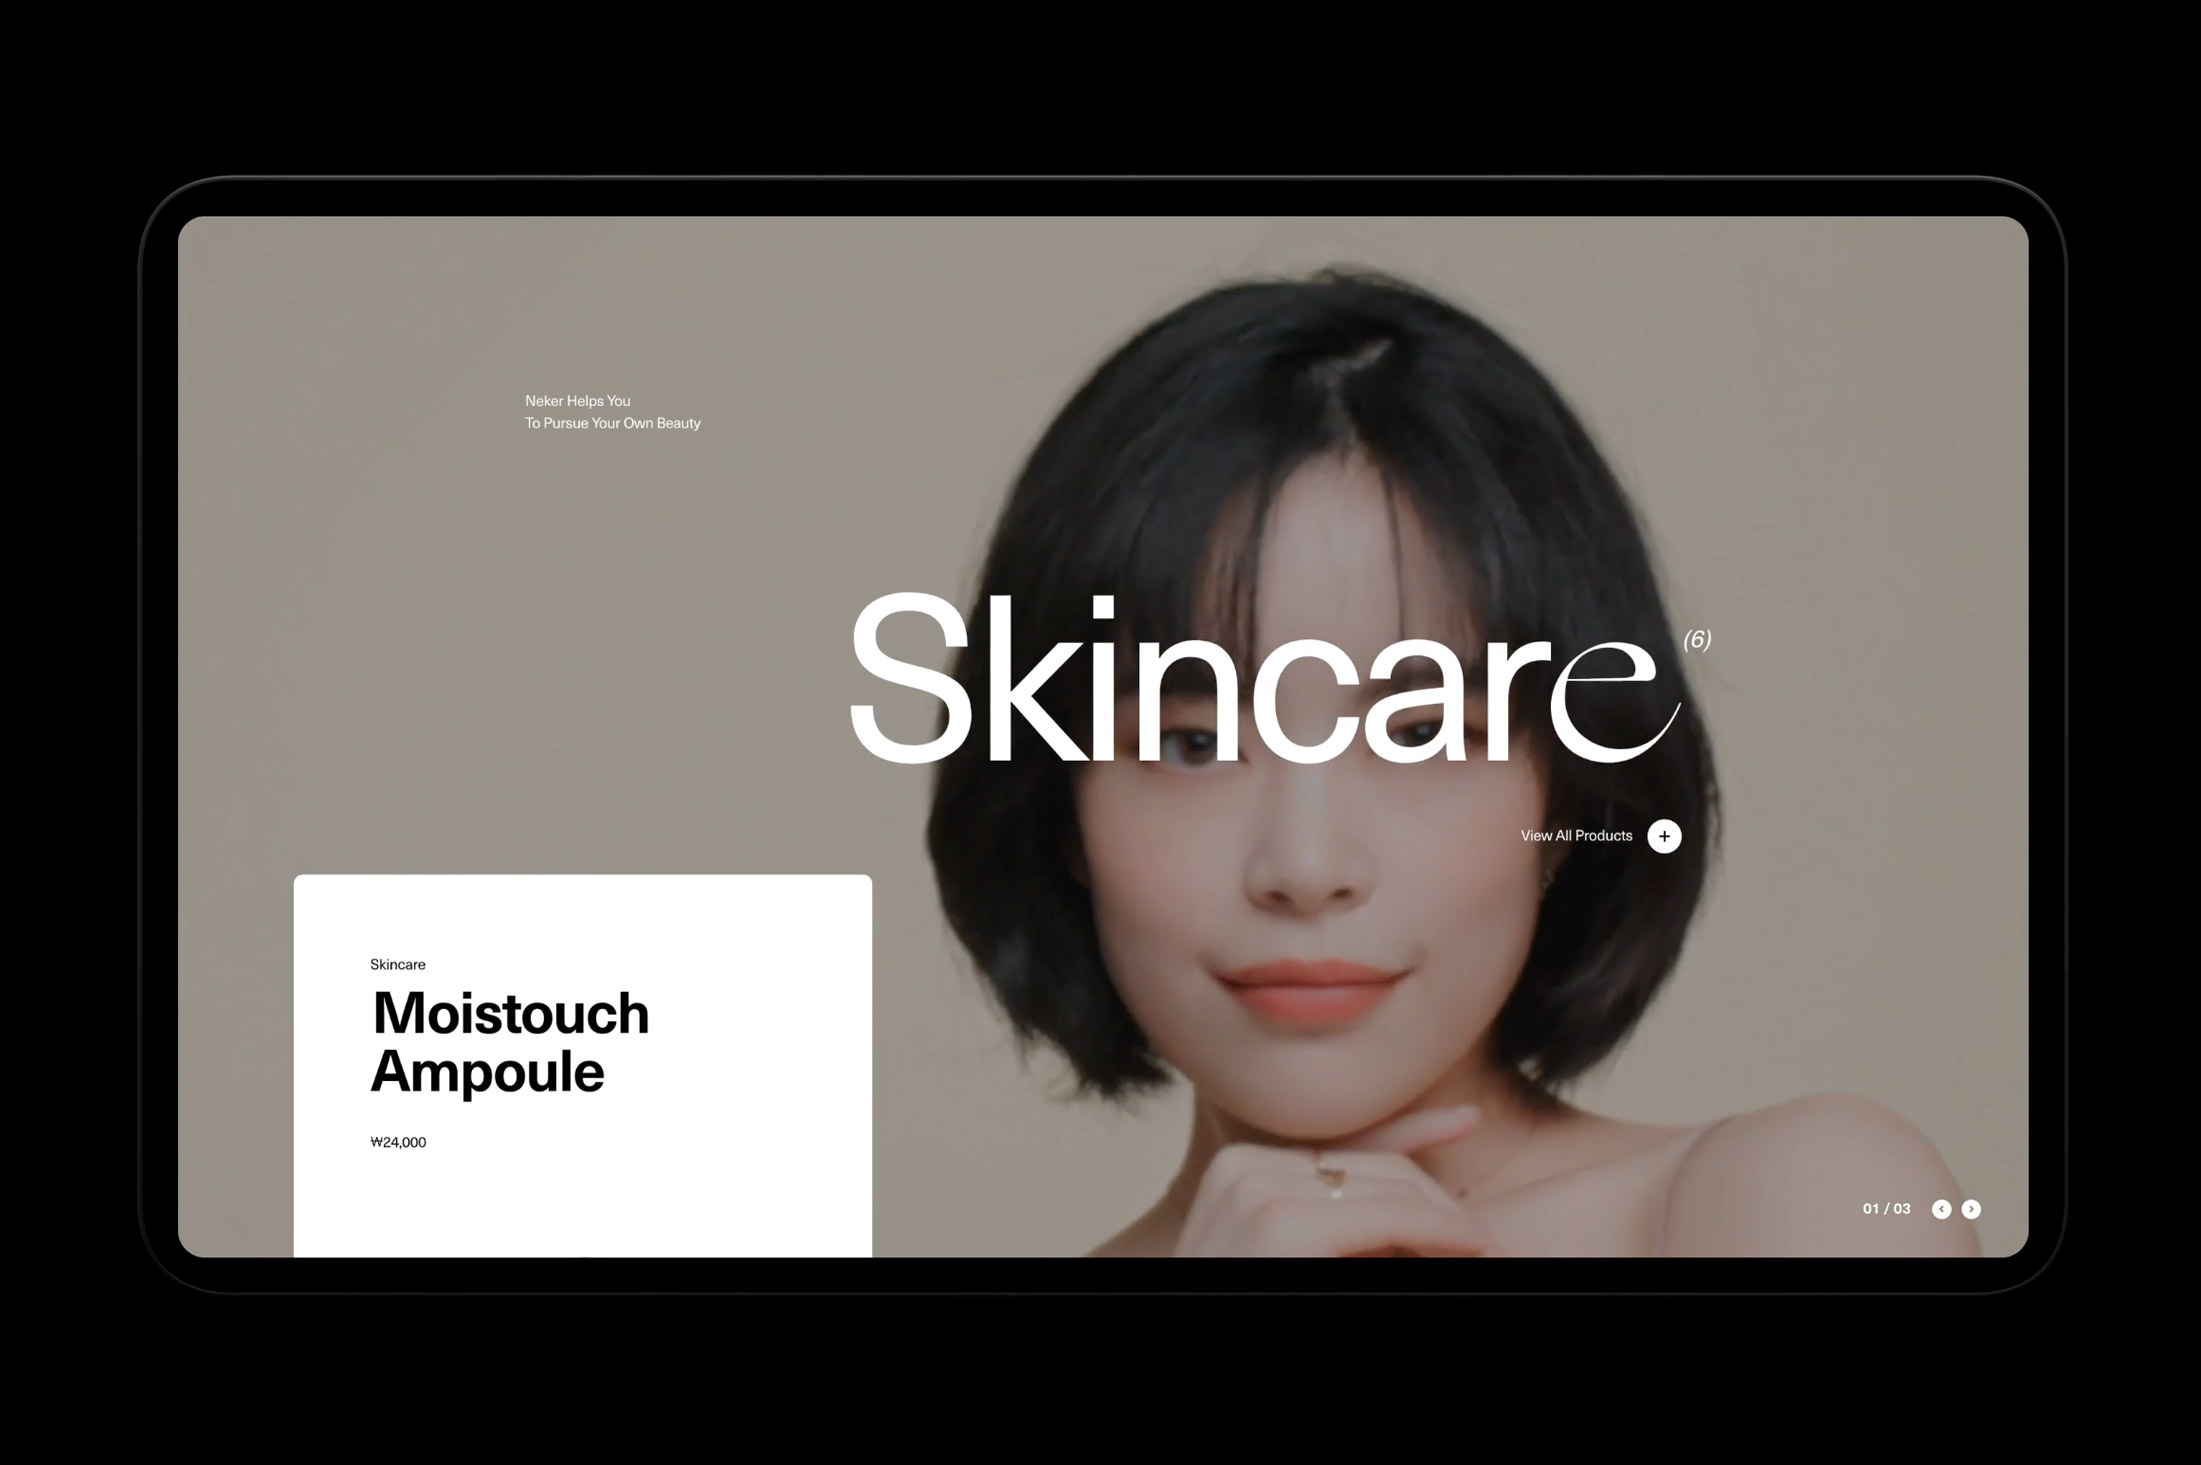 Neker Helps You
To Pursue Your Own Beauty
Skincare (6)
View All Products
Skincare
Moistouch
Ampoule
₩24,000
01 / 03